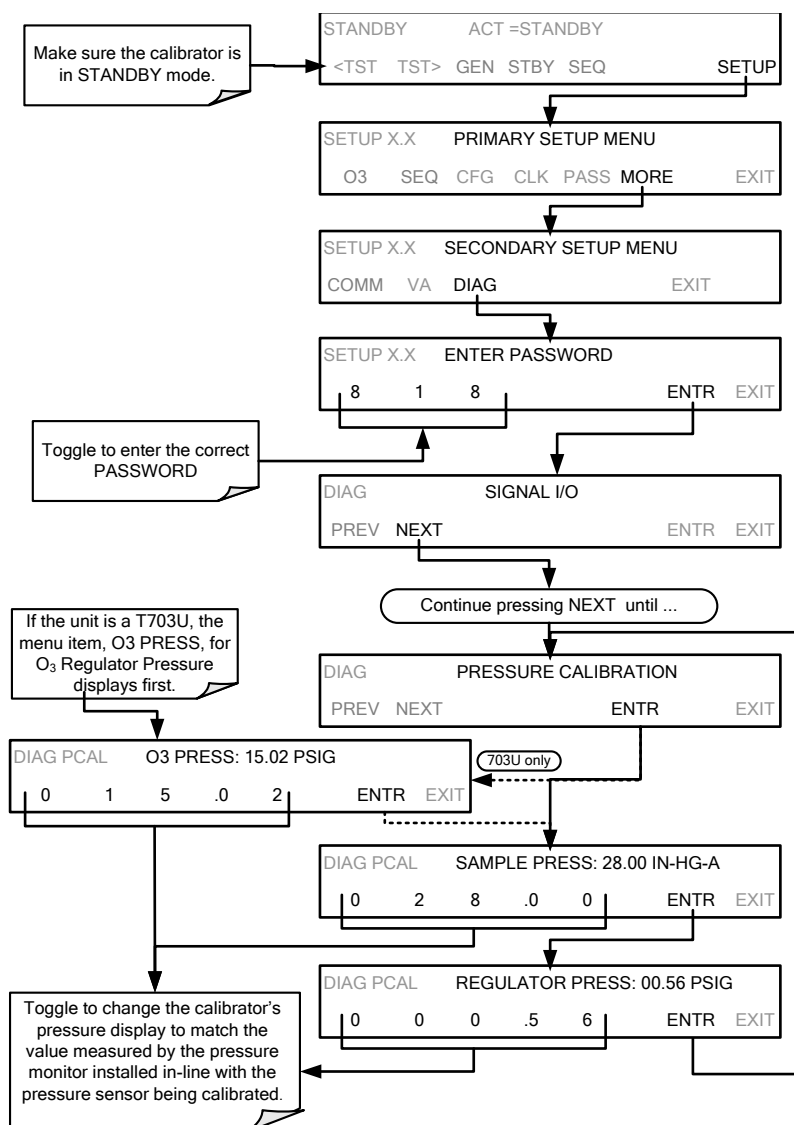 STANDBY ACT =STANDBY
Make sure the calibrator is
in STANDBY mode.
<TST TST> GEN STBY SEQ SETUP
SETUP X.X PRIMARY SETUP MENU
O3 SEQ CFG CLK PASS MORE EXIT
SETUP X.X SECONDARY SETUP MENU
COMM VA DIAG EXIT
SETUP X.X ENTER PASSWORD
8 1 8 ENTR EXIT
Toggle to enter the correct
PASSWORD
DIAG SIGNAL I/O
PREV NEXT ENTR EXIT
Continue pressing NEXT until ...
If the unit is a T703U, the
menu item, O3 PRESS, for
O₃ Regulator Pressure
displays first.
DIAG PRESSURE CALIBRATION
PREV NEXT ENTR EXIT
DIAG PCAL O3 PRESS: 15.02 PSIG
0 1 5 .0 2 ENTR EXIT
703U only
DIAG PCAL SAMPLE PRESS: 28.00 IN-HG-A
0 2 8 .0 0 ENTR EXIT
DIAG PCAL REGULATOR PRESS: 00.56 PSIG
0 0 0 .5 6 ENTR EXIT
Toggle to change the calibrator's
pressure display to match the
value measured by the pressure
monitor installed in-line with the
pressure sensor being calibrated.